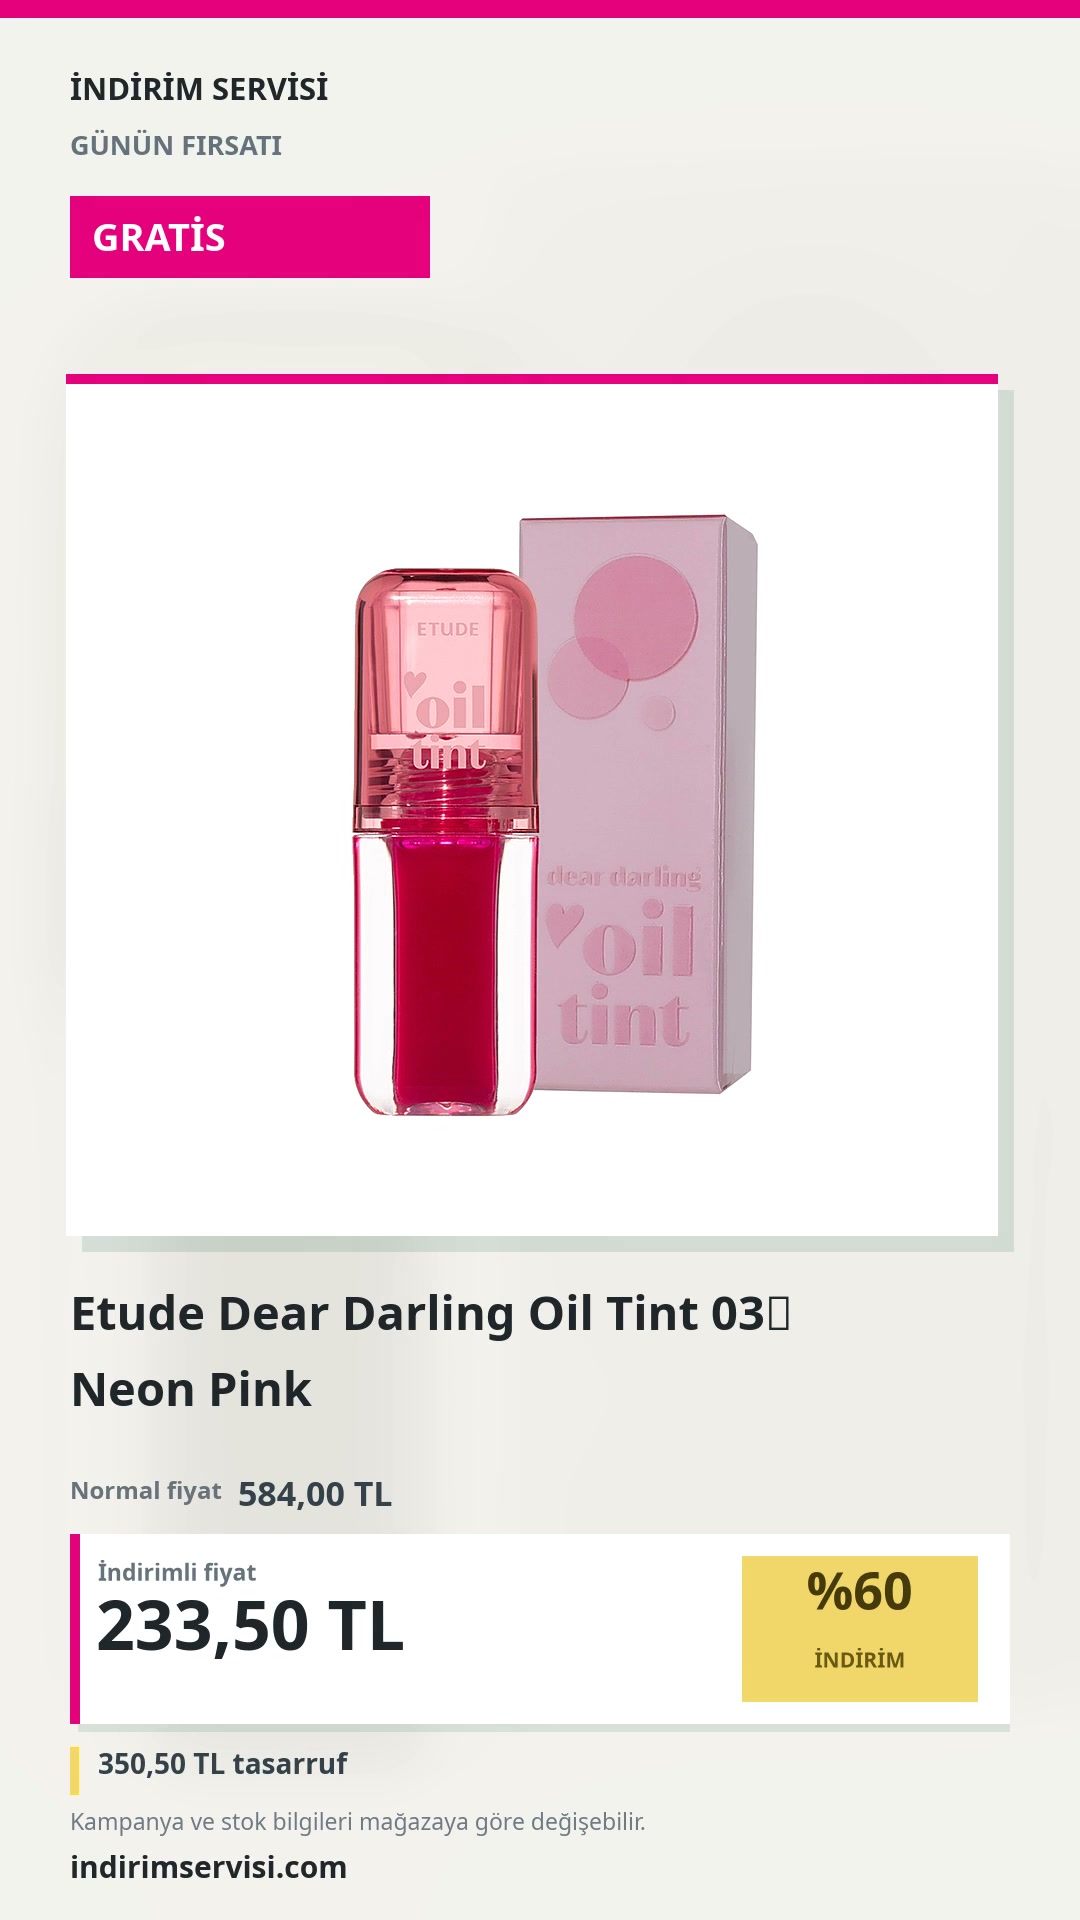 İNDİRİM SERVİSİ
GÜNÜN FIRSATI
GRATİS
ETUDE
oil
tint
dear darling
oil
tint
Etude Dear Darling Oil Tint 03
Neon Pink
Normal fiyat 584,00 TL
İndirimli fiyat
233,50 TL
%60
İNDİRİM
350,50 TL tasarruf
Kampanya ve stok bilgileri mağazaya göre değişebilir.
indirimservisi.com